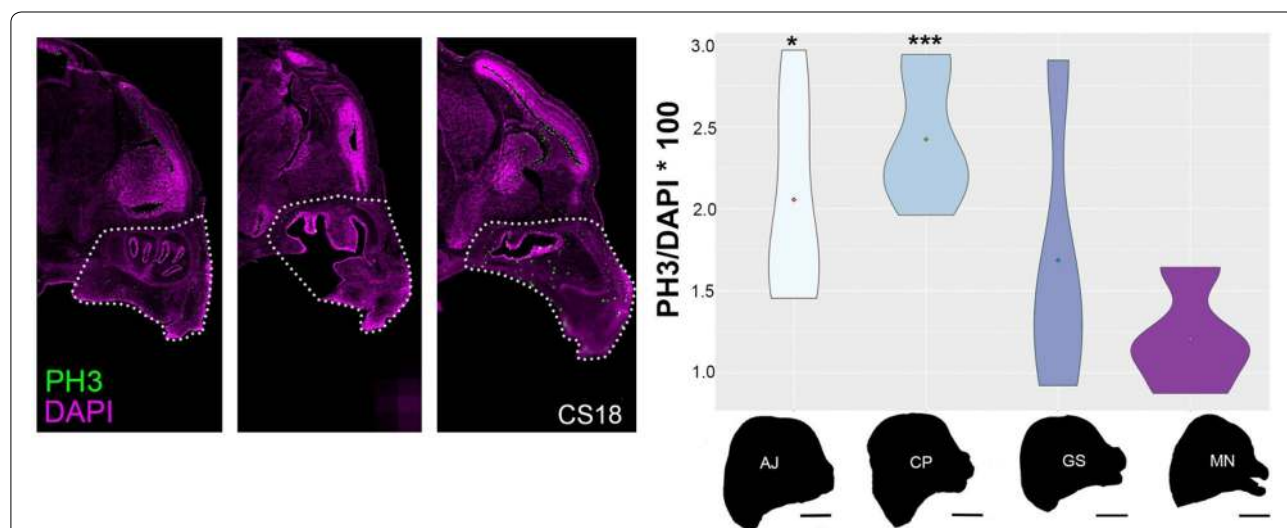 PH3
DAPI
CS18
PH3/DAPI * 100
3.0
2.5
2.0
1.5
1.0
*
***
AJ
CP
GS
MN